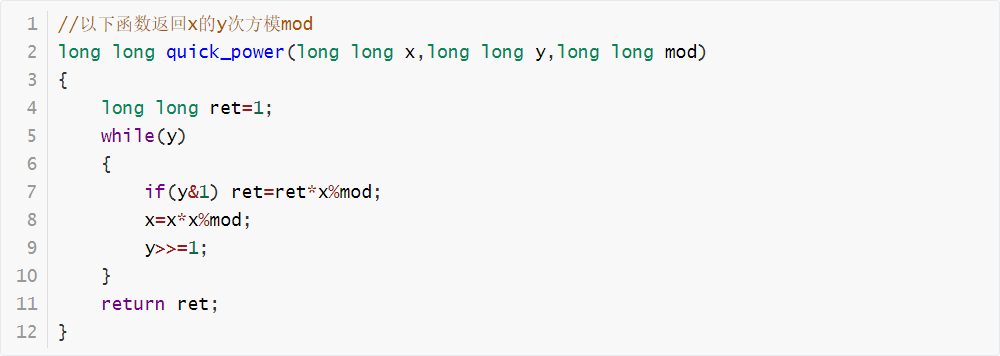 1 //以下函数返回x的y次方模mod
2 long long quick_power(long long x,long long y,long long mod)
3 {
4     long long ret=1;
5     while(y)
6     {
7         if(y&1) ret=ret*x%mod;
8         x=x*x%mod;
9         y>>=1;
10     }
11     return ret;
12 }